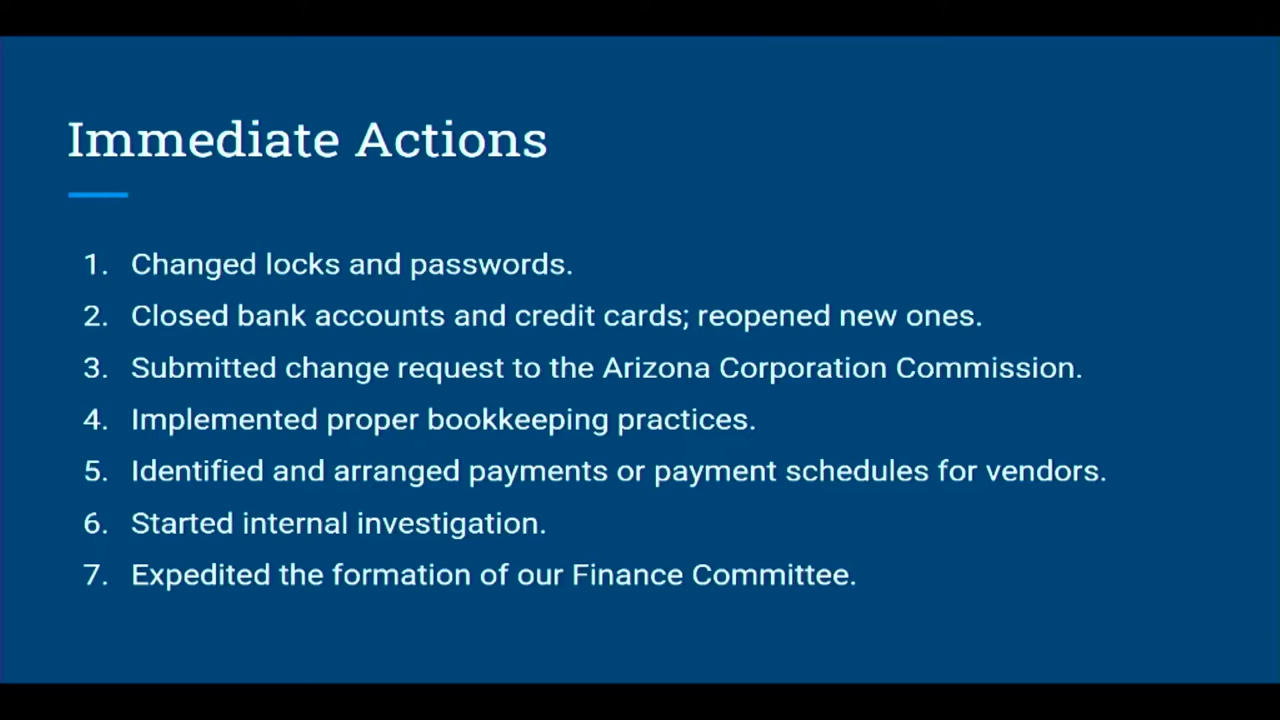 Immediate Actions
1. Changed locks and passwords.
2. Closed bank accounts and credit cards; reopened new ones.
3. Submitted change request to the Arizona Corporation Commission.
4. Implemented proper bookkeeping practices.
5. Identified and arranged payments or payment schedules for vendors.
6. Started internal investigation.
7. Expedited the formation of our Finance Committee.